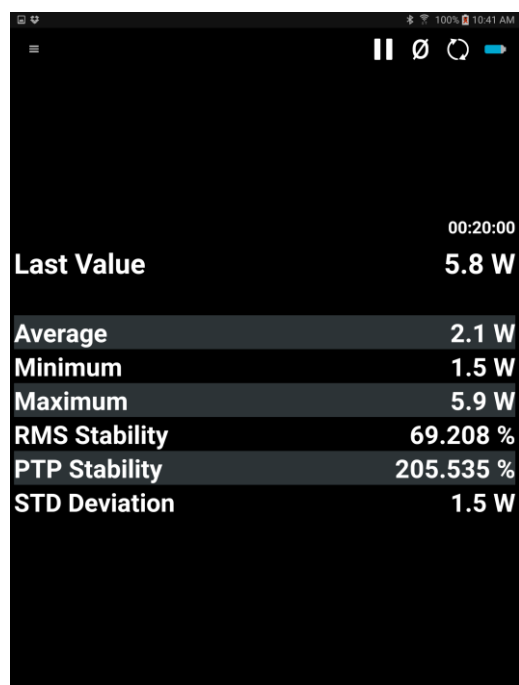 100% 10:41 AM
Ø
00:20:00
Last Value 5.8 W
Average 2.1 W
Minimum 1.5 W
Maximum 5.9 W
RMS Stability 69.208 %
PTP Stability 205.535 %
STD Deviation 1.5 W